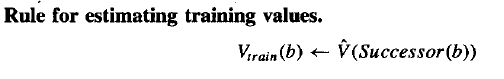 Rule for estimating training values.
V_train(b) ← V̂(Successor(b))